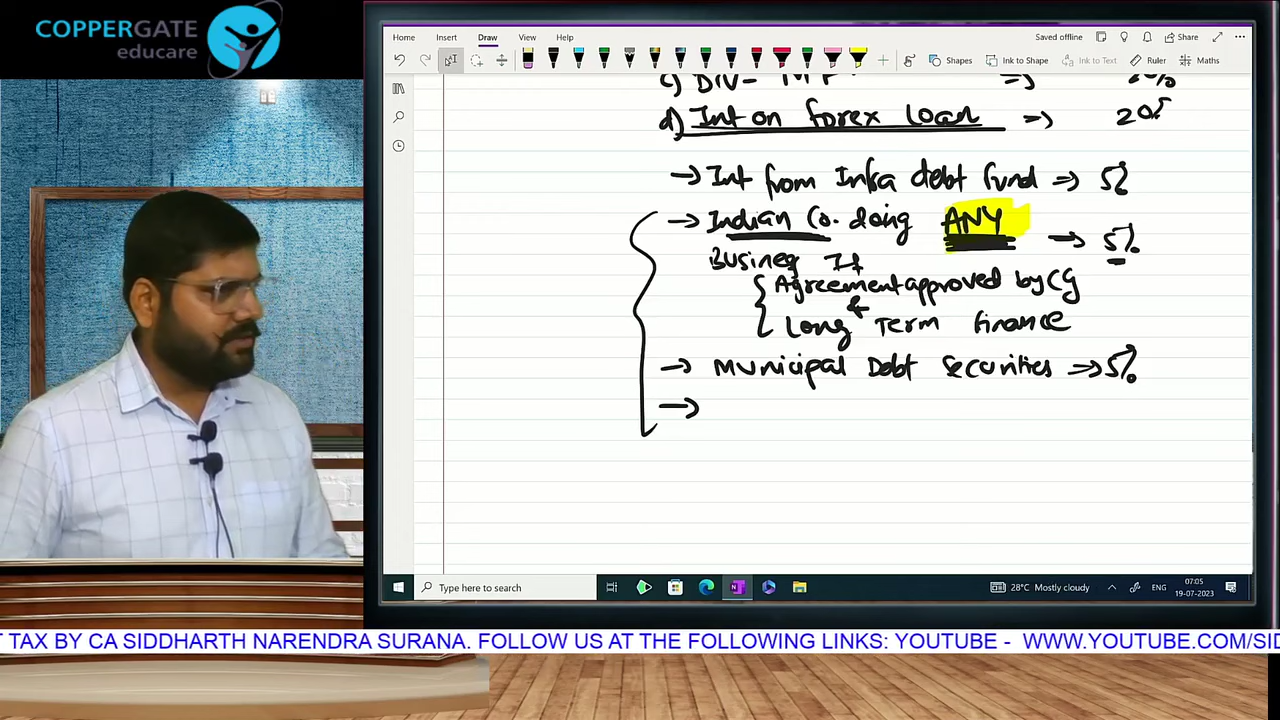 COPPERGATE
educare
Home Insert Draw View Help
Saved offline
Share
Shapes
Ink to Shape
Ink to Text
Ruler
Maths
c) DIV- MF => 20%
d) Int on forex loan => 20%
→ Int from Infra debt fund => 5%
→ Indian Co. doing ANY → 5%
Business If
Agreement approved by CG
&
Long Term finance
→ Municipal Debt Securities => 5%
→
Type here to search
28°C Mostly cloudy
ENG
07:05
19-07-2023
T TAX BY CA SIDDHARTH NARENDRA SURANA. FOLLOW US AT THE FOLLOWING LINKS: YOUTUBE - WWW.YOUTUBE.COM/SID